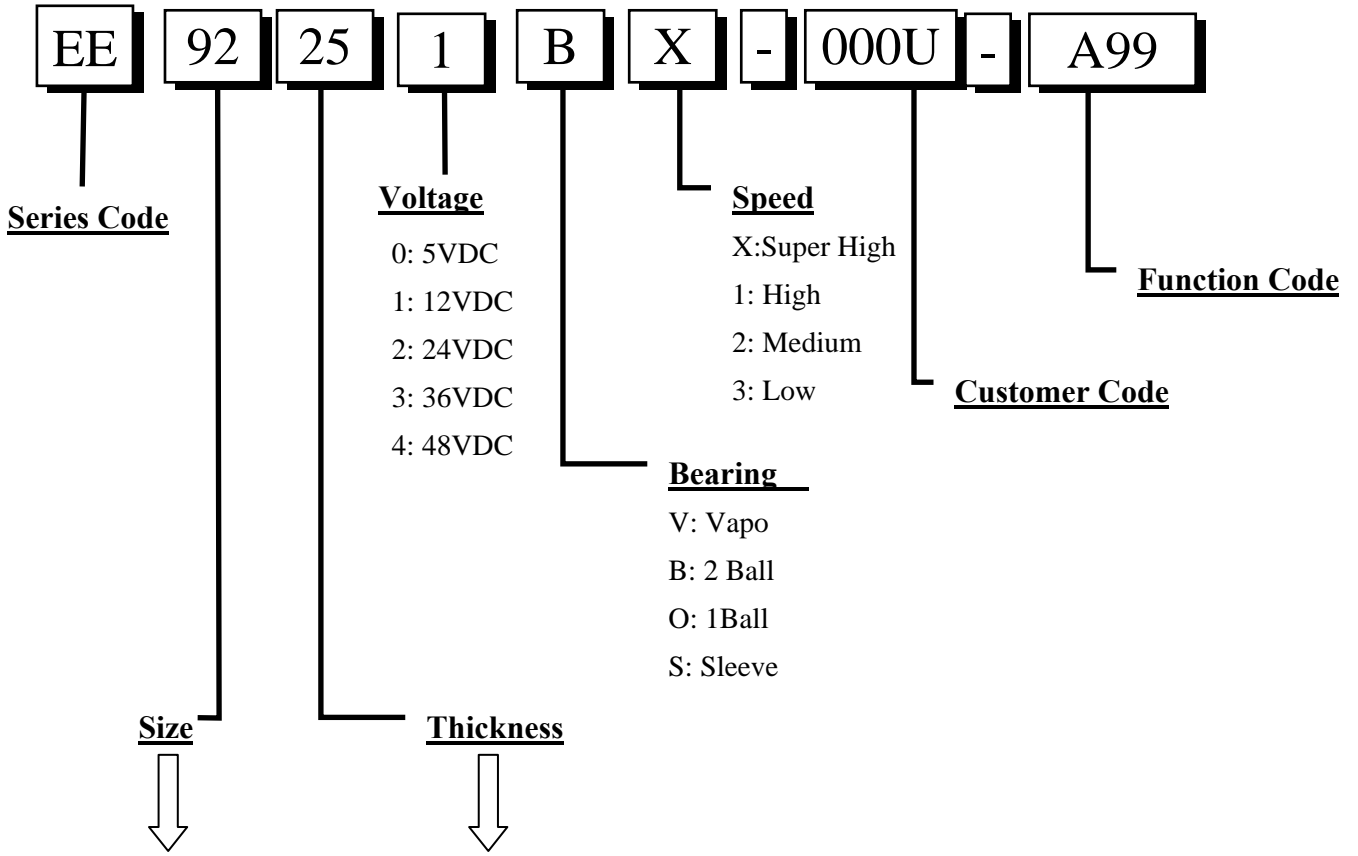 EE 92 25 1 B X - 000U - A99
Series Code
Voltage
0: 5VDC
1: 12VDC
2: 24VDC
3: 36VDC
4: 48VDC
Speed
X:Super High
1: High
2: Medium
3: Low
Function Code
Customer Code
Bearing
V: Vapo
B: 2 Ball
O: 1Ball
S: Sleeve
Size
Thickness